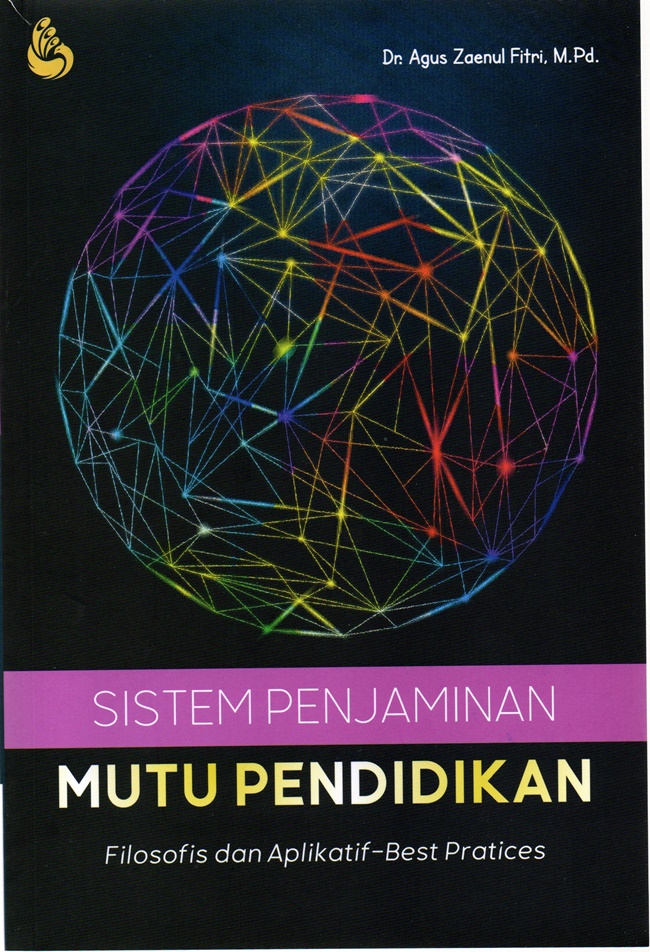 Dr. Agus Zaenul Fitri, M.Pd.
SISTEM PENJAMINAN
MUTU PENDIDIKAN
Filosofis dan Aplikatif-Best Pratices